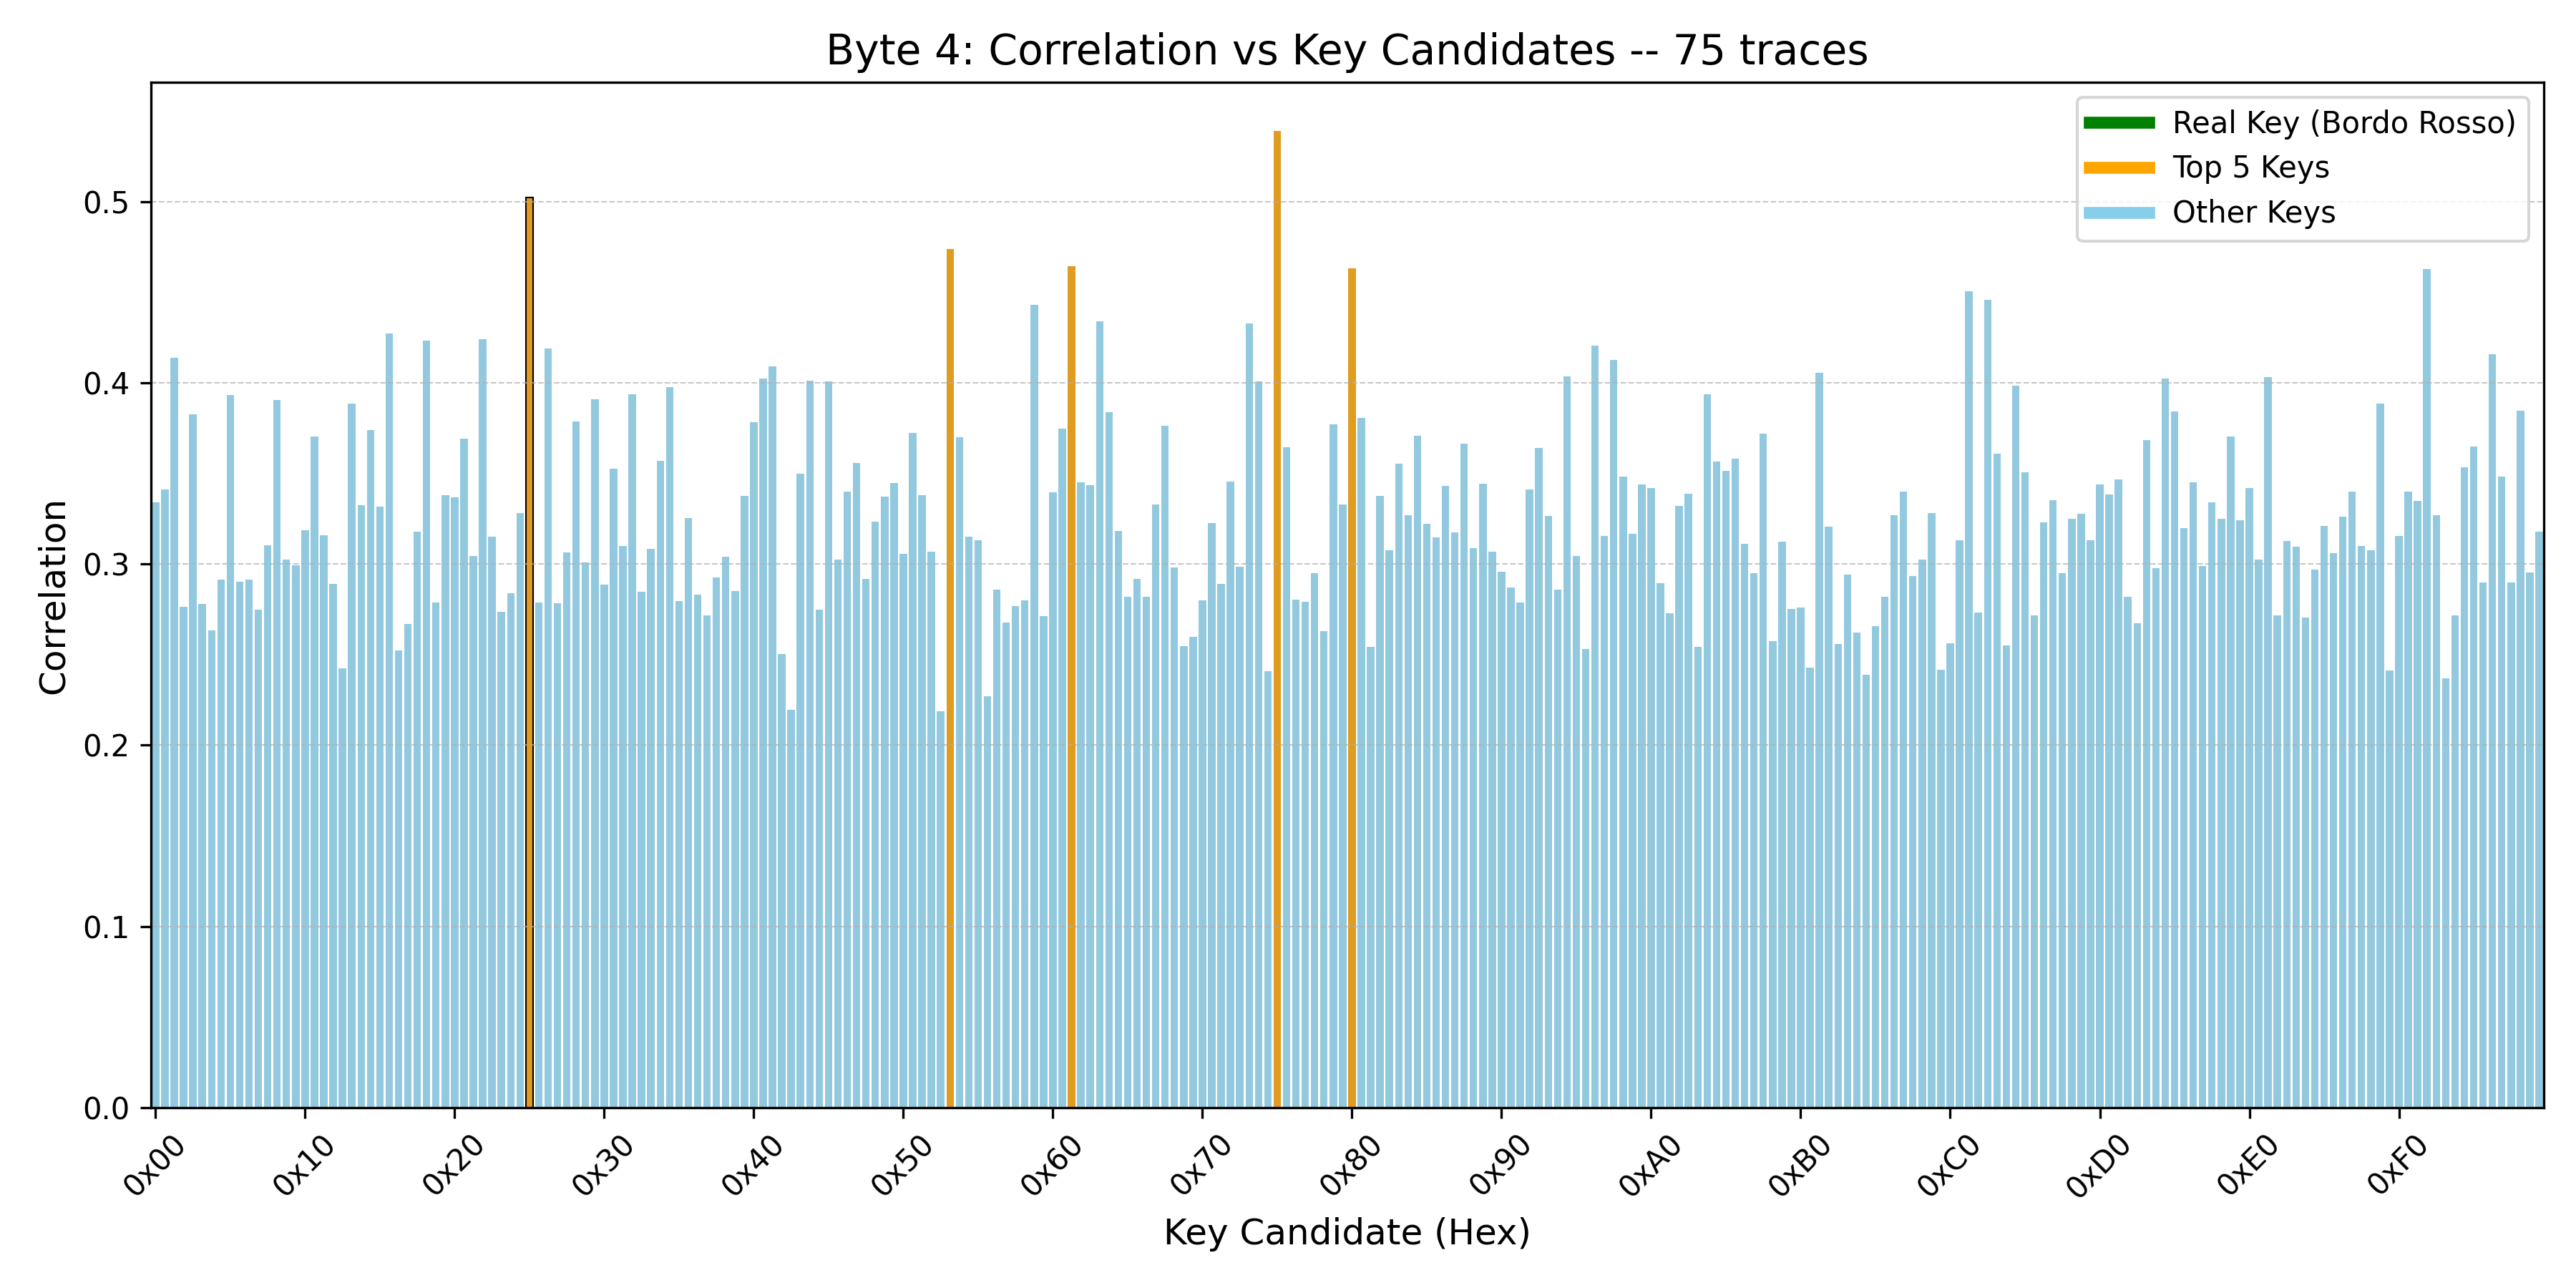 Byte 4: Correlation vs Key Candidates -- 75 traces
Real Key (Bordo Rosso)
Top 5 Keys
Other Keys
Correlation
0.5
0.4
0.3
0.2
0.1
0.0
0x00 0x10 0x20 0x30 0x40 0x50 0x60 0x70 0x80 0x90 0xA0 0xB0 0xC0 0xD0 0xE0 0xF0
Key Candidate (Hex)